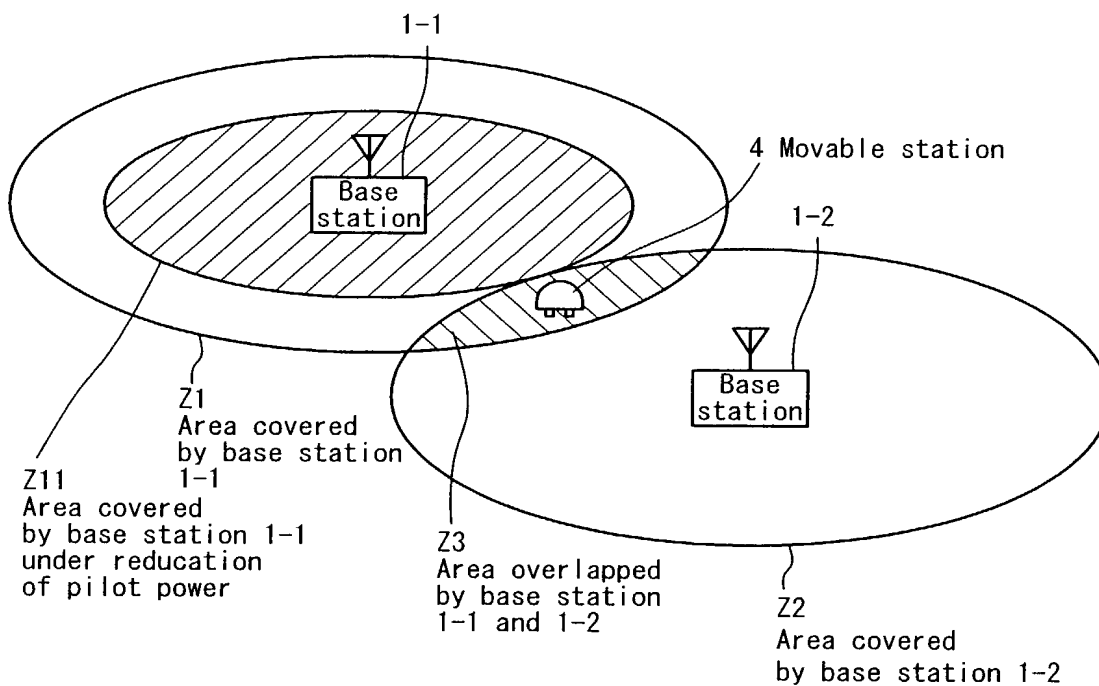 1-1
Base
station
4 Movable station
1-2
Base
station
Z1
Area covered
by base station
1-1
Z11
Area covered
by base station 1-1
under reducation
of pilot power
Z3
Area overlapped
by base station
1-1 and 1-2
Z2
Area covered
by base station 1-2